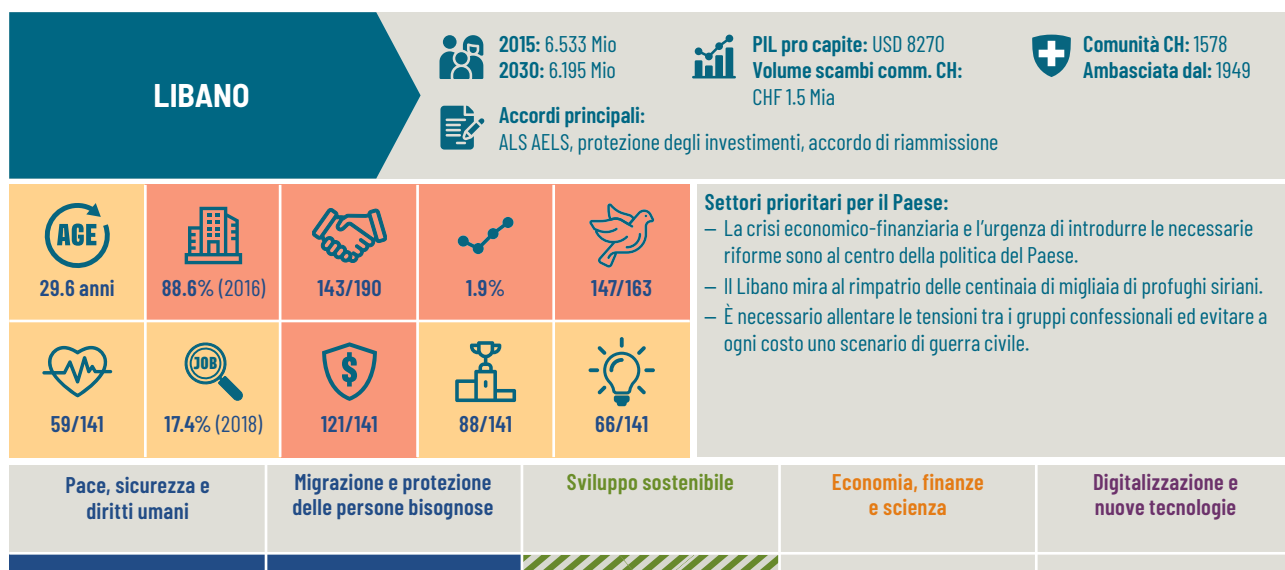 LIBANO
2015: 6.533 Mio
2030: 6.195 Mio
PIL pro capite: USD 8270
Volume scambi comm. CH:
CHF 1.5 Mia
Comunità CH: 1578
Ambasciata dal: 1949
Accordi principali:
ALS AELS, protezione degli investimenti, accordo di riammissione
AGE
29.6 anni
88.6% (2016)
143/190
1.9%
147/163
59/141
JOB
17.4% (2018)
$
121/141
88/141
66/141
Settori prioritari per il Paese:
– La crisi economico-finanziaria e l’urgenza di introdurre le necessarie
riforme sono al centro della politica del Paese.
– Il Libano mira al rimpatrio delle centinaia di migliaia di profughi siriani.
– È necessario allentare le tensioni tra i gruppi confessionali ed evitare a
ogni costo uno scenario di guerra civile.
Pace, sicurezza e
diritti umani
Migrazione e protezione
delle persone bisognose
Sviluppo sostenibile
Economia, finanze
e scienza
Digitalizzazione e
nuove tecnologie